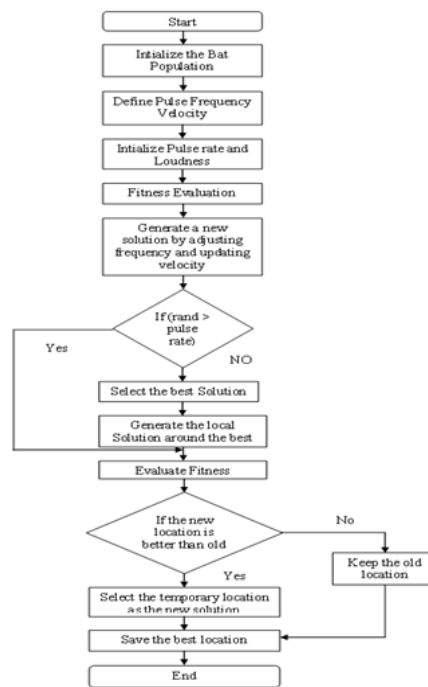 Start
Intialize the Bat
Population
Define Pulse Frequency
Velocity
Intialize Pulse rate and
Loudness
Fitness Evaluation
Generate a new
solution by adjusting
frequency and updating
velocity
If (rand >
pulse
rate)
Yes
NO
Select the best Solution
Generate the local
Solution around the best
Evaluate Fitness
If the new
location is
better than old
No
Keep the old
location
Yes
Select the temporary location
as the new solution
Save the best location
End